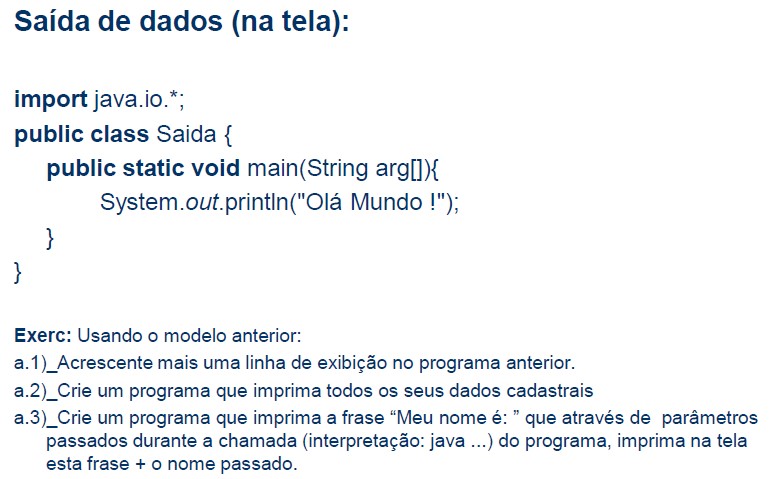 Saída de dados (na tela):
import java.io.*;
public class Saida {
public static void main(String arg[]){
System.out.println("Olá Mundo !");
}
}
Exerc: Usando o modelo anterior:
a.1)_Acrescente mais uma linha de exibição no programa anterior.
a.2)_Crie um programa que imprima todos os seus dados cadastrais
a.3)_Crie um programa que imprima a frase “Meu nome é: ” que através de parâmetros
passados durante a chamada (interpretação: java ...) do programa, imprima na tela
esta frase + o nome passado.